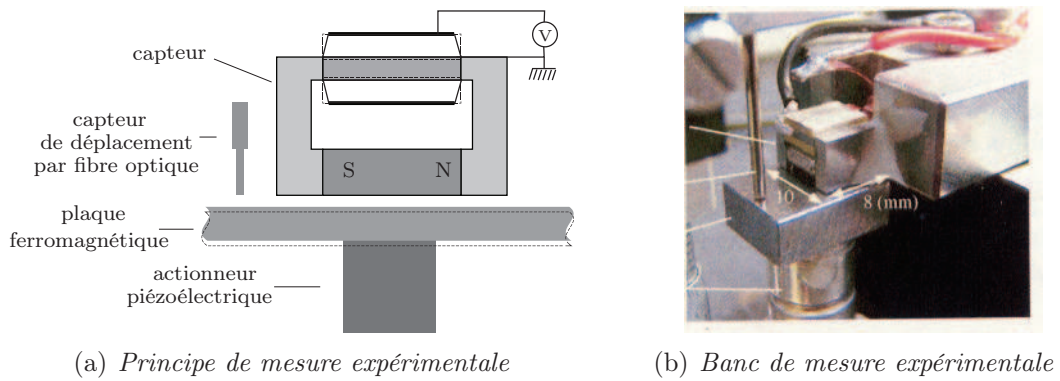 capteur
V
capteur
de déplacement
par fibre optique
S
N
plaque
ferromagnétique
actionneur
piézoélectrique
10
8 (mm)
(a) Principe de mesure expérimentale
(b) Banc de mesure expérimentale